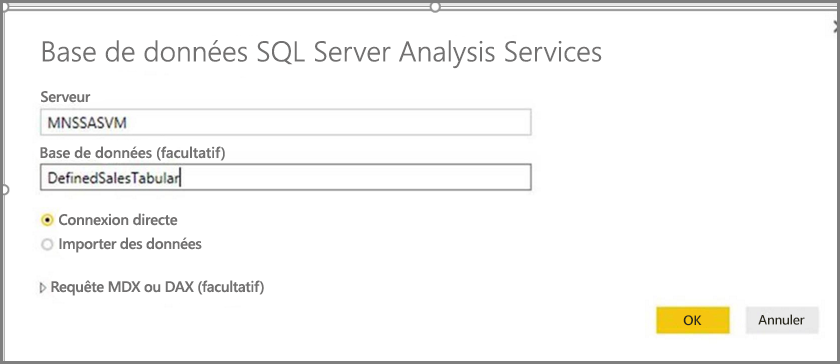 Base de données SQL Server Analysis Services
Serveur
MNSSASVM
Base de données (facultatif)
DefinedSalesTabular
Connexion directe
Importer des données
Requête MDX ou DAX (facultatif)
OK Annuler